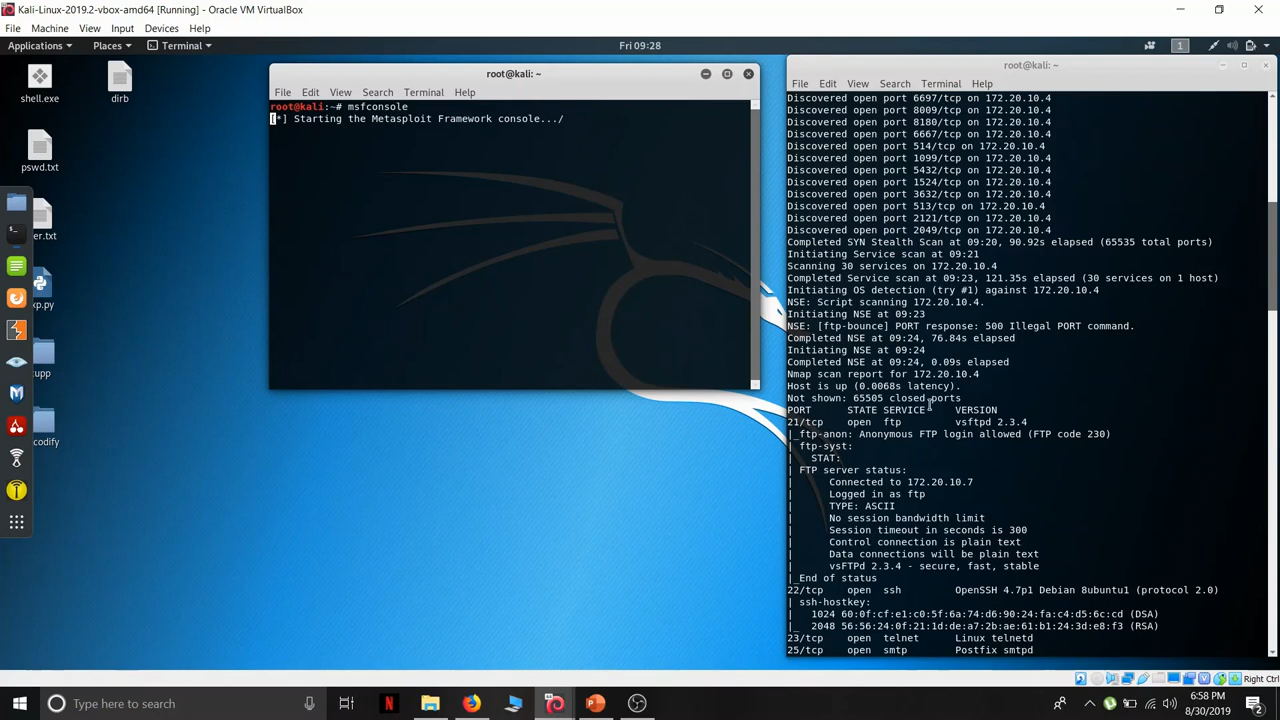 Kali-Linux-2019.2-vbox-amd64 [Running] - Oracle VM VirtualBox
File Machine View Input Devices Help
Applications Places Terminal
Fri 09:28
1
shell.exe
dirb
pswd.txt
er.txt
xp.py
upp
codify
root@kali: ~
File Edit View Search Terminal Help
root@kali:~# msfconsole
[*] Starting the Metasploit Framework console.../
root@kali: ~
File Edit View Search Terminal Help
Discovered open port 6697/tcp on 172.20.10.4
Discovered open port 8009/tcp on 172.20.10.4
Discovered open port 8180/tcp on 172.20.10.4
Discovered open port 6667/tcp on 172.20.10.4
Discovered open port 514/tcp on 172.20.10.4
Discovered open port 1099/tcp on 172.20.10.4
Discovered open port 5432/tcp on 172.20.10.4
Discovered open port 1524/tcp on 172.20.10.4
Discovered open port 3632/tcp on 172.20.10.4
Discovered open port 513/tcp on 172.20.10.4
Discovered open port 2121/tcp on 172.20.10.4
Discovered open port 2049/tcp on 172.20.10.4
Completed SYN Stealth Scan at 09:20, 90.92s elapsed (65535 total ports)
Initiating Service scan at 09:21
Scanning 30 services on 172.20.10.4
Completed Service scan at 09:23, 121.35s elapsed (30 services on 1 host)
Initiating OS detection (try #1) against 172.20.10.4
NSE: Script scanning 172.20.10.4.
Initiating NSE at 09:23
NSE: [ftp-bounce] PORT response: 500 Illegal PORT command.
Completed NSE at 09:24, 76.84s elapsed
Initiating NSE at 09:24
Completed NSE at 09:24, 0.09s elapsed
Nmap scan report for 172.20.10.4
Host is up (0.0068s latency).
Not shown: 65505 closed ports
PORT STATE SERVICE VERSION
21/tcp open ftp vsftpd 2.3.4
|_ftp-anon: Anonymous FTP login allowed (FTP code 230)
| ftp-syst:
| STAT:
| FTP server status:
| Connected to 172.20.10.7
| Logged in as ftp
| TYPE: ASCII
| No session bandwidth limit
| Session timeout in seconds is 300
| Control connection is plain text
| Data connections will be plain text
| vsFTPd 2.3.4 - secure, fast, stable
|_End of status
22/tcp open ssh OpenSSH 4.7p1 Debian 8ubuntu1 (protocol 2.0)
| ssh-hostkey:
| 1024 60:0f:cf:e1:c0:5f:6a:74:d6:90:24:fa:c4:d5:6c:cd (DSA)
|_ 2048 56:56:24:0f:21:1d:de:a7:2b:ae:61:b1:24:3d:e8:f3 (RSA)
23/tcp open telnet Linux telnetd
25/tcp open smtp Postfix smtpd
Right Ctrl
Type here to search
6:58 PM
8/30/2019
2